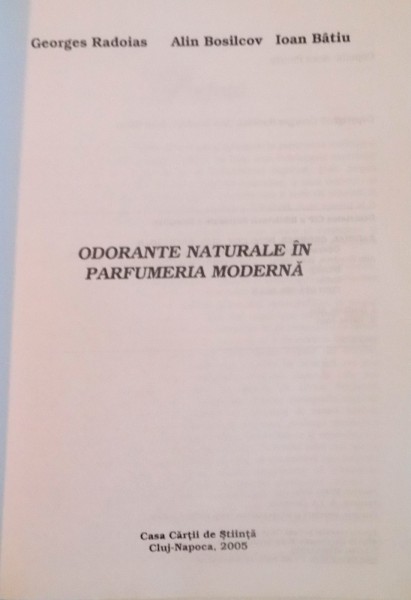 Georges Radoias Alin Bosilcov Ioan Bâtiu
ODORANTE NATURALE ÎN
PARFUMERIA MODERNĂ
Casa Cărţii de Ştiinţă
Cluj-Napoca, 2005